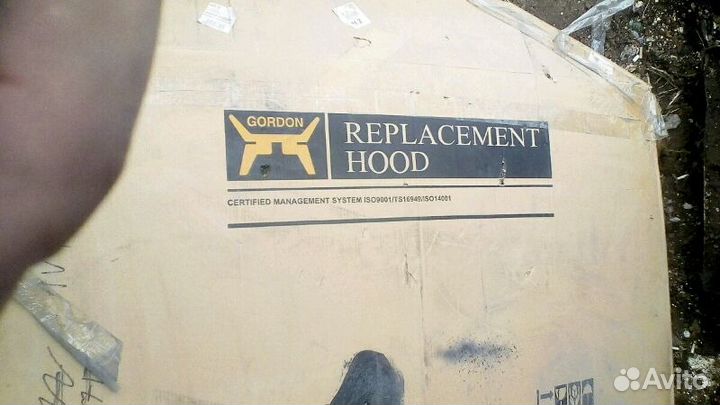 GORDON
REPLACEMENT
HOOD
CERTIFIED MANAGEMENT SYSTEM ISO9001/TS16949/ISO14001
Avito